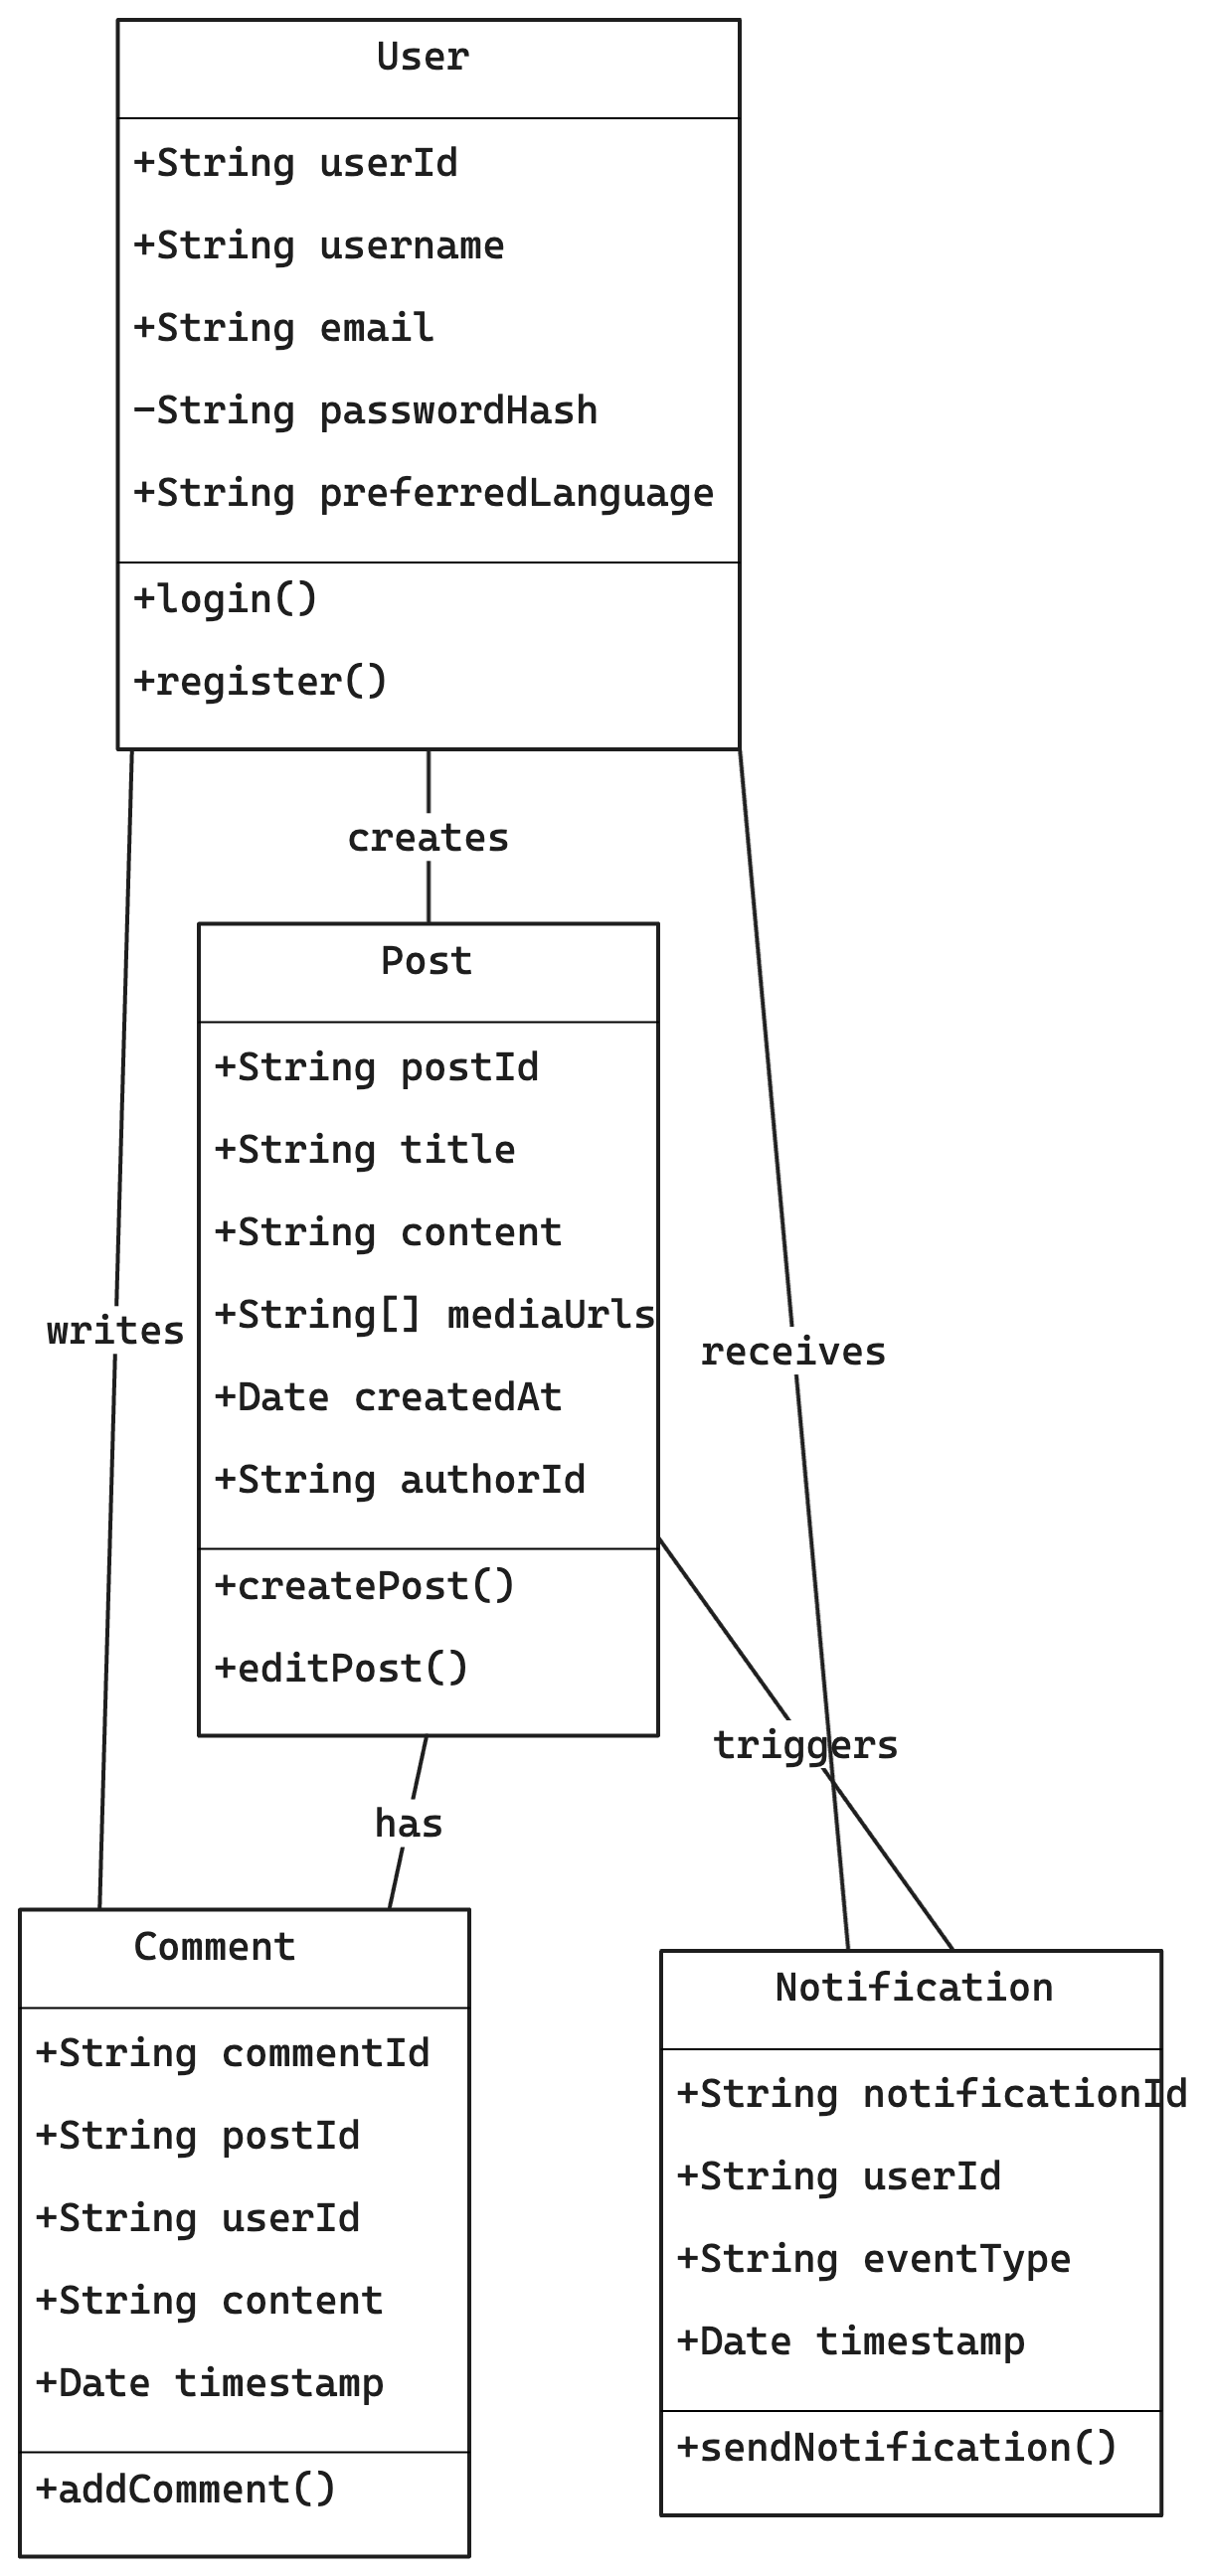 User
+String userId
+String username
+String email
-String passwordHash
+String preferredLanguage
+login()
+register()
creates
Post
+String postId
+String title
+String content
+String[] mediaUrls
+Date createdAt
+String authorId
+createPost()
+editPost()
writes
receives
triggers
has
Comment
+String commentId
+String postId
+String userId
+String content
+Date timestamp
+addComment()
Notification
+String notificationId
+String userId
+String eventType
+Date timestamp
+sendNotification()